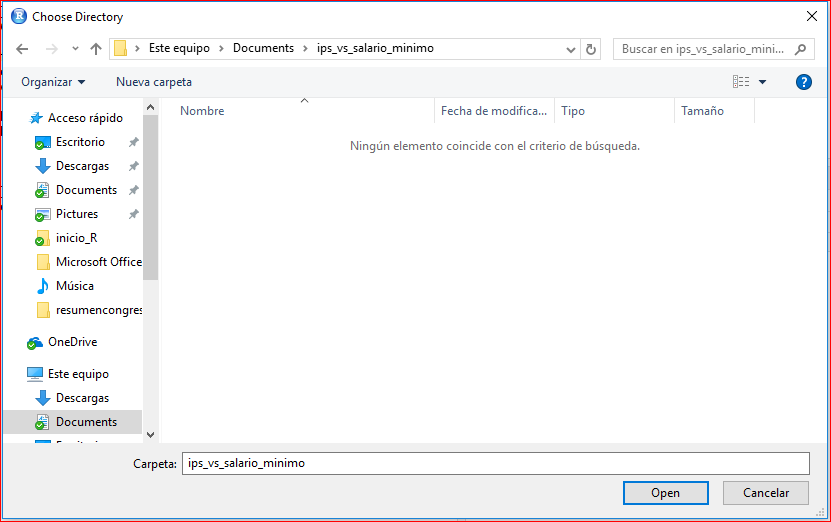 Choose Directory
Este equipo > Documents > ips_vs_salario_minimo
Buscar en ips_vs_salario_mini...
Organizar
Nueva carpeta
Nombre
Fecha de modifica...
Tipo
Tamaño
Ningún elemento coincide con el criterio de búsqueda.
Acceso rápido
Escritorio
Descargas
Documents
Pictures
inicio_R
Microsoft Office
Música
resumencongres
OneDrive
Este equipo
Descargas
Documents
Carpeta:
ips_vs_salario_minimo
Open
Cancelar